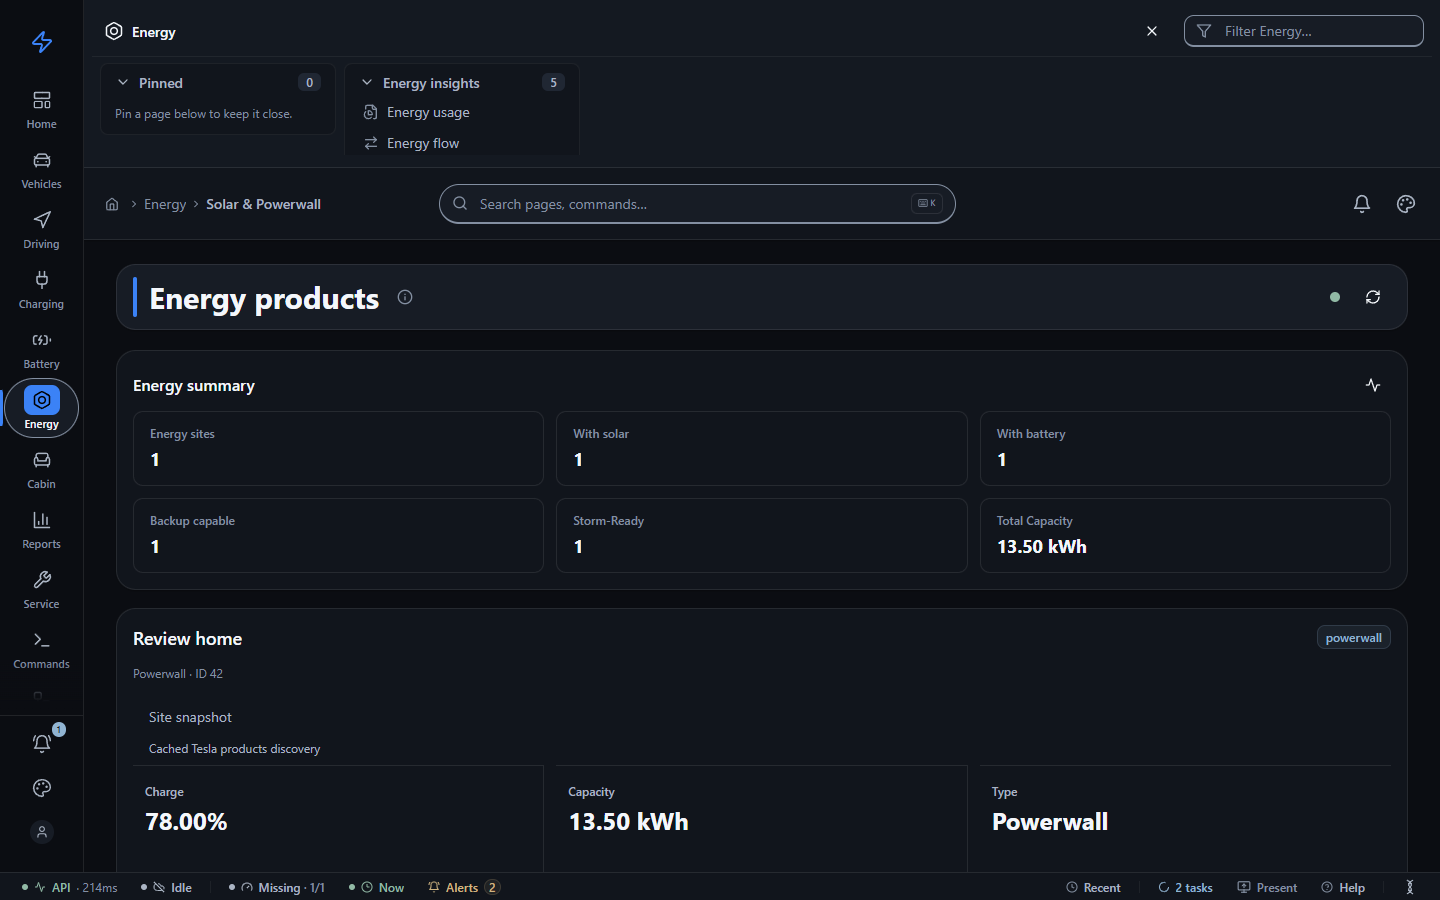 Energy
Filter Energy...
Pinned
0
Pin a page below to keep it close.
Energy insights
5
Energy usage
Energy flow
Home
Vehicles
Driving
Charging
Battery
Energy
Cabin
Reports
Service
Commands
1
Energy
Solar & Powerwall
Search pages, commands...
K
Energy products
Energy summary
Energy sites
1
With solar
1
With battery
1
Backup capable
1
Storm-Ready
1
Total Capacity
13.50 kWh
Review home
powerwall
Powerwall · ID 42
Site snapshot
Cached Tesla products discovery
Charge
78.00%
Capacity
13.50 kWh
Type
Powerwall
API · 214ms
Idle
Missing · 1/1
Now
Alerts 2
Recent
2 tasks
Present
Help